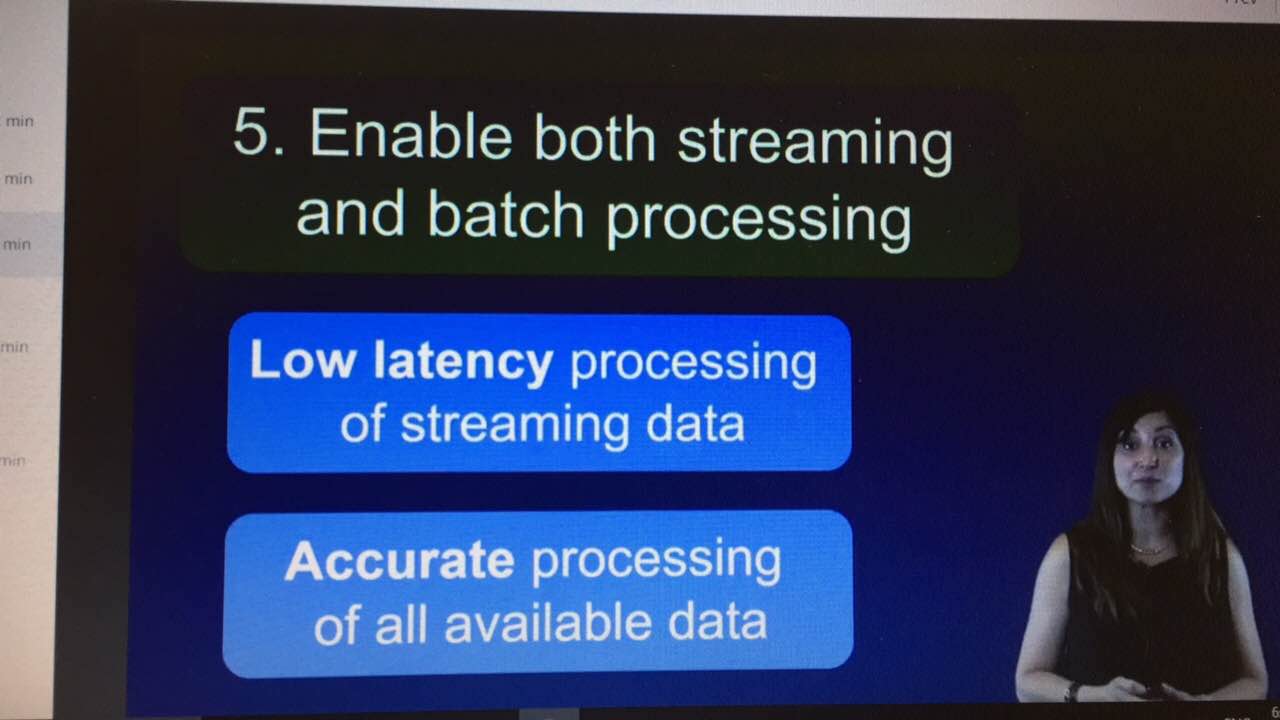 min
min
min
min
min
5. Enable both streaming
and batch processing
Low latency processing
of streaming data
Accurate processing
of all available data